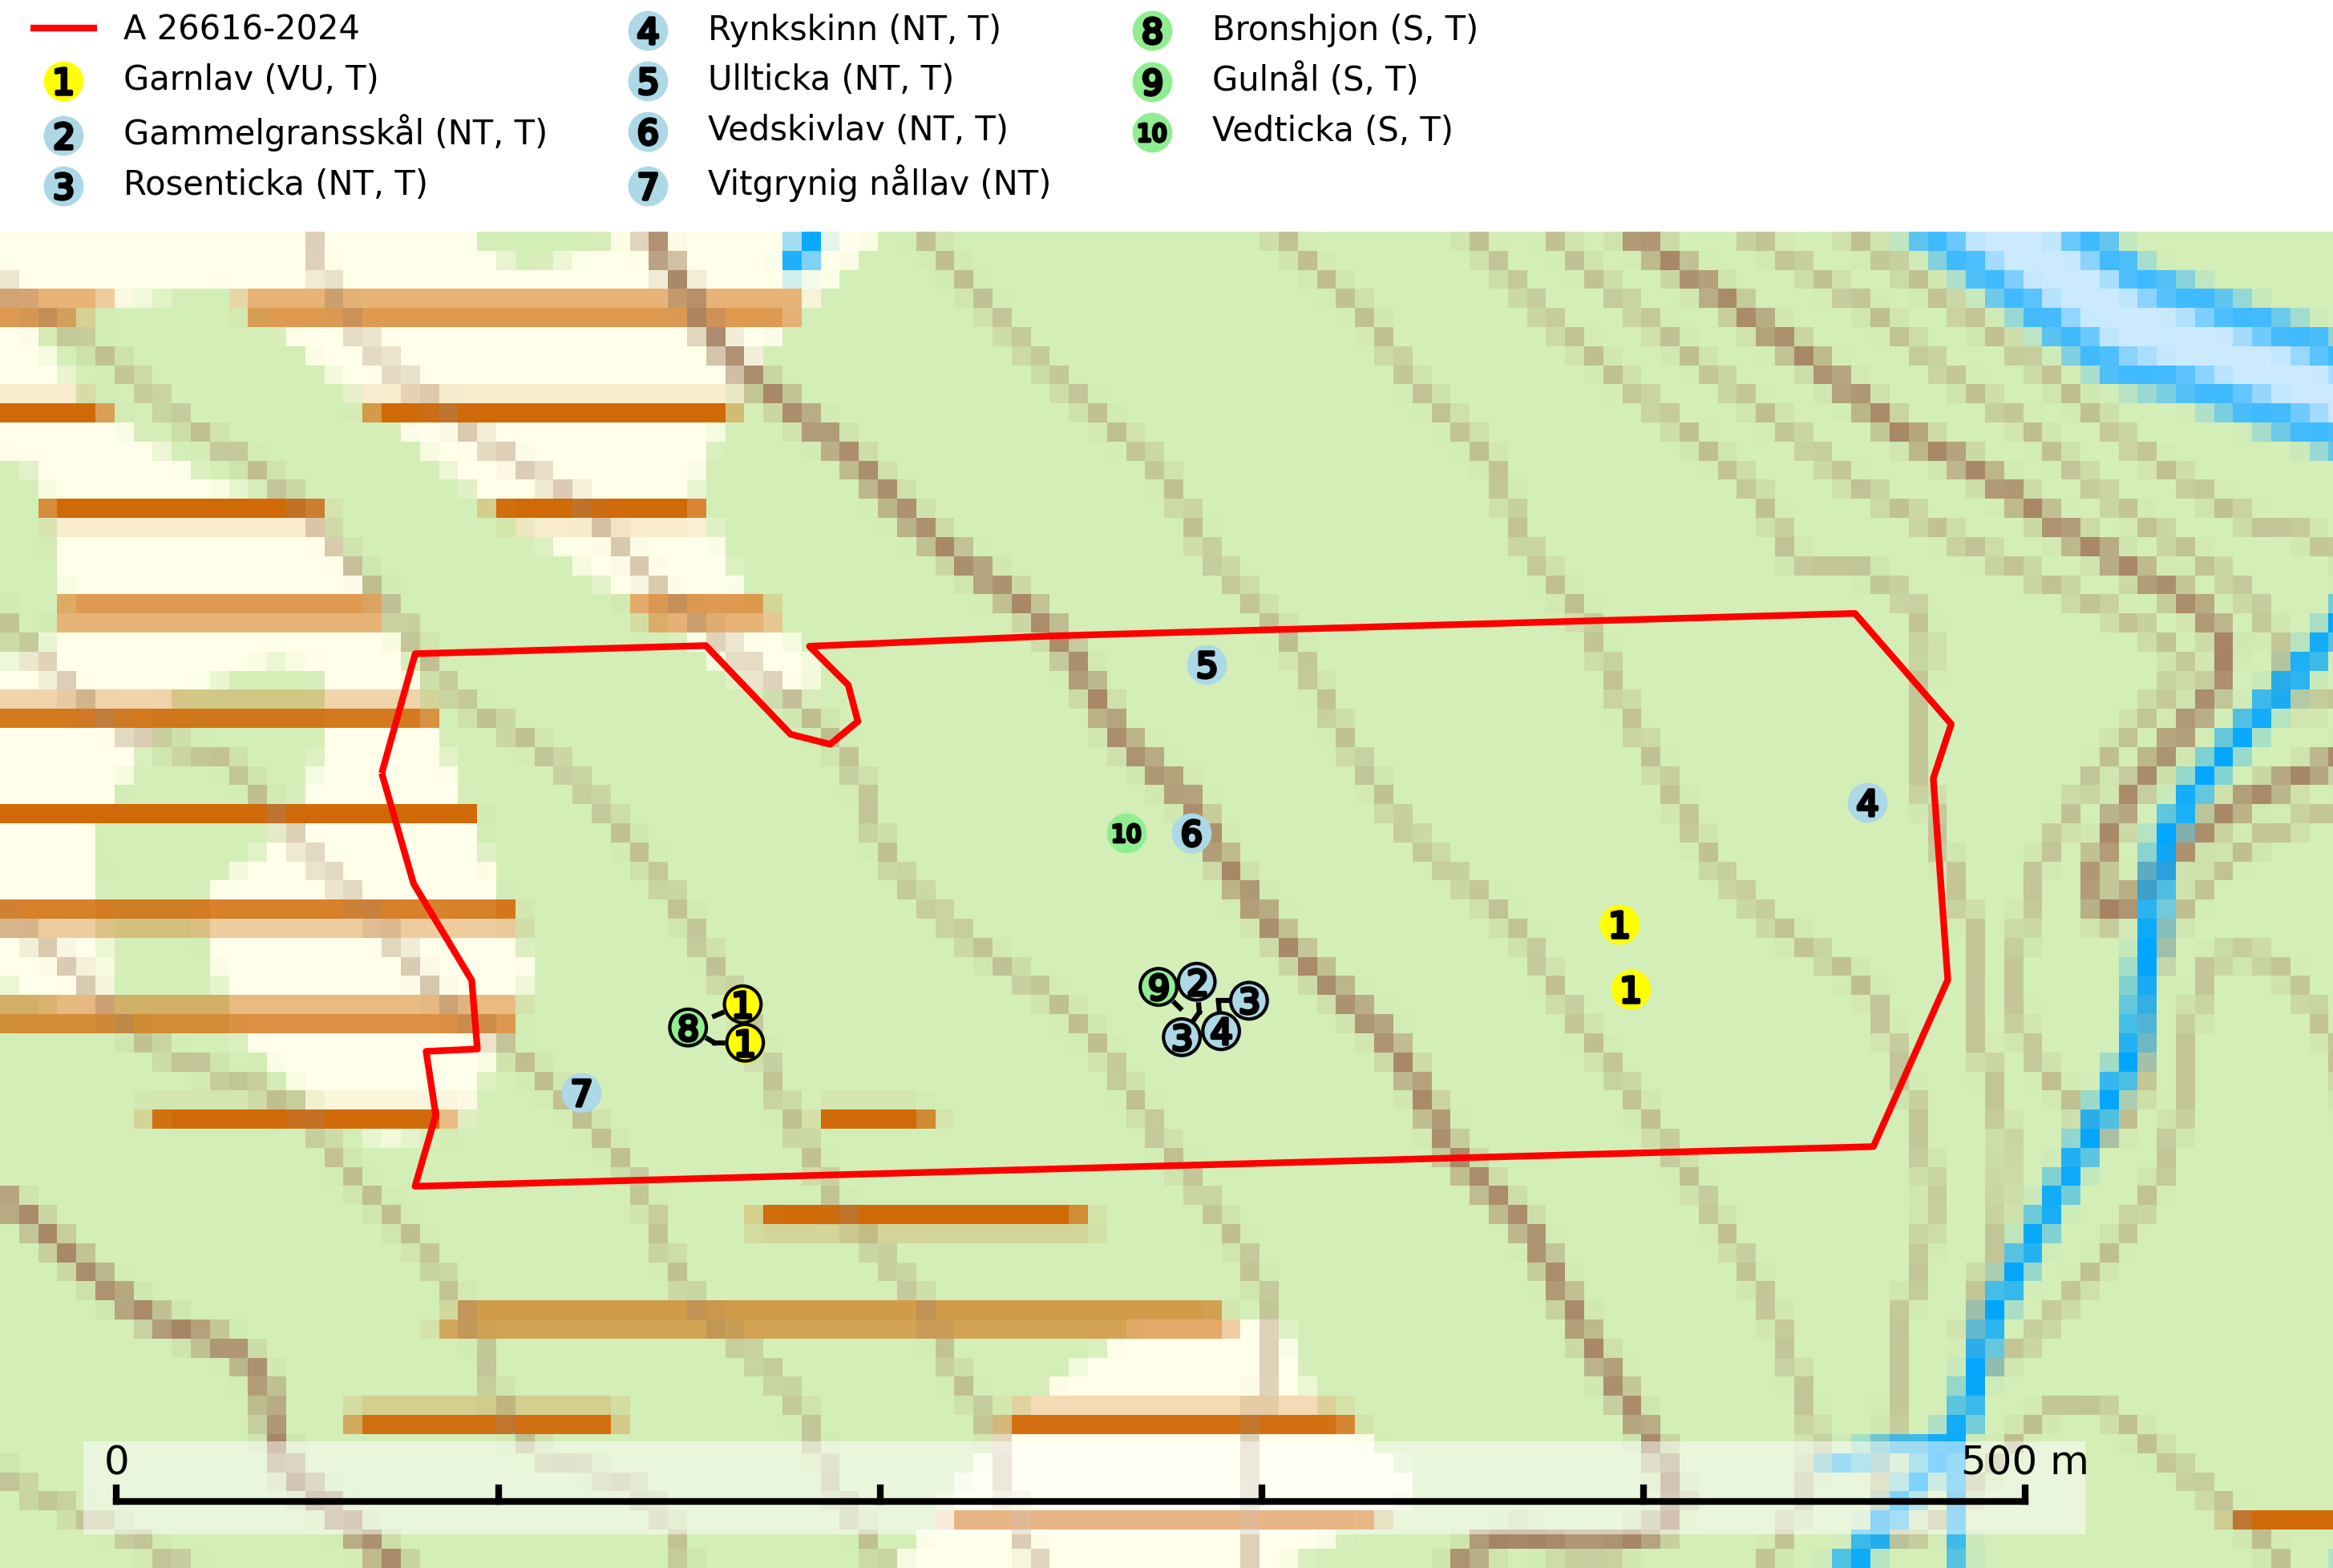 A 26616-2024
1 Garnlav (VU, T)
2 Gammelgransskål (NT, T)
3 Rosenticka (NT, T)
4 Rynkskinn (NT, T)
5 Ullticka (NT, T)
6 Vedskivlav (NT, T)
7 Vitgrynig nållav (NT)
8 Bronshjon (S, T)
9 Gulnål (S, T)
10 Vedticka (S, T)
5
4
10 6
1
9 2 3 1
8 1
1
3 4
7
0 500 m